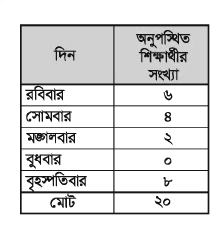 দিন | অনুপস্থিত শিক্ষার্থীর সংখ্যা
রবিবার | ৬
সোমবার | ৪
মঙ্গলবার | ২
বুধবার | ০
বৃহস্পতিবার | ৮
মোট | ২০